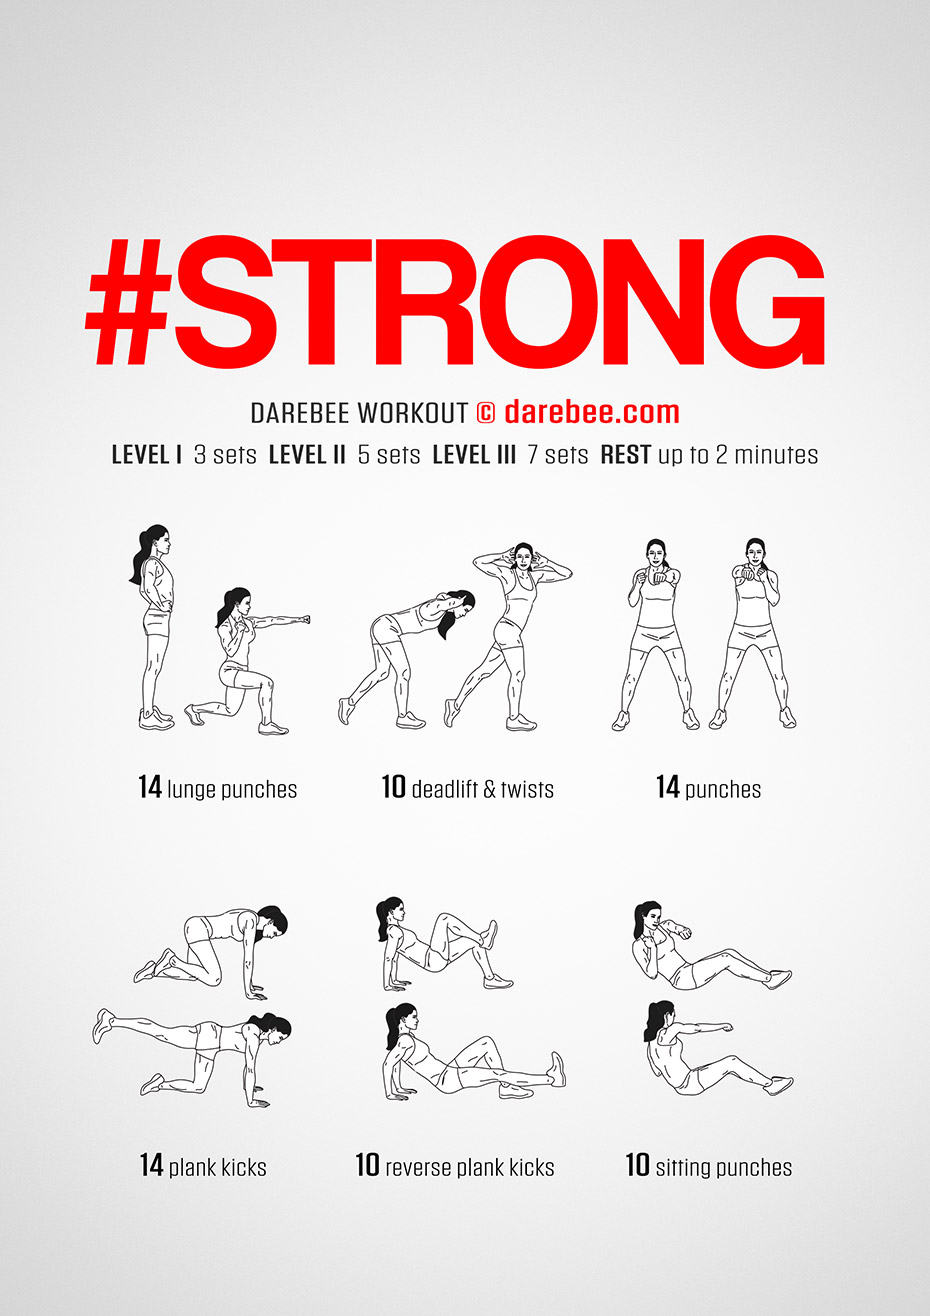 #STRONG
DAREBEE WORKOUT © darebee.com
LEVEL I 3 sets LEVEL II 5 sets LEVEL III 7 sets REST up to 2 minutes
14 lunge punches
10 deadlift & twists
14 punches
14 plank kicks
10 reverse plank kicks
10 sitting punches